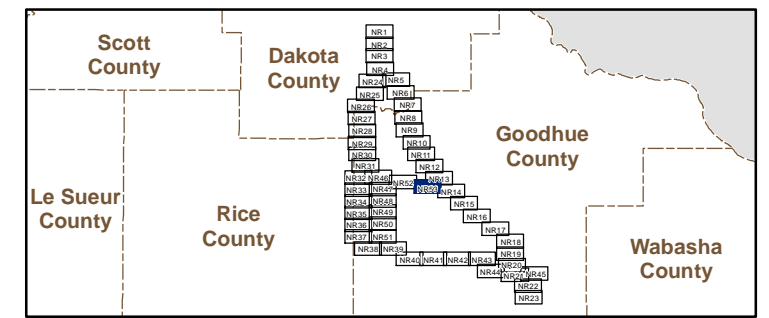 Scott
County
Dakota
County
Goodhue
County
Le Sueur
County
Rice
County
Wabasha
County
NR1
NR2
NR3
NR4
NR24 NR5
NR25 NR6
NR26 NR7
NR27 NR8
NR28 NR9
NR29 NR10
NR30 NR11
NR31 NR12
NR32 NR46 NR52 NR13
NR33 NR47 NR14
NR34 NR48 NR15
NR35 NR49 NR16
NR36 NR50 NR17
NR37 NR51 NR18
NR38 NR39 NR19
NR40 NR41 NR42 NR43 NR20
NR44 NR21 NR45
NR22
NR23